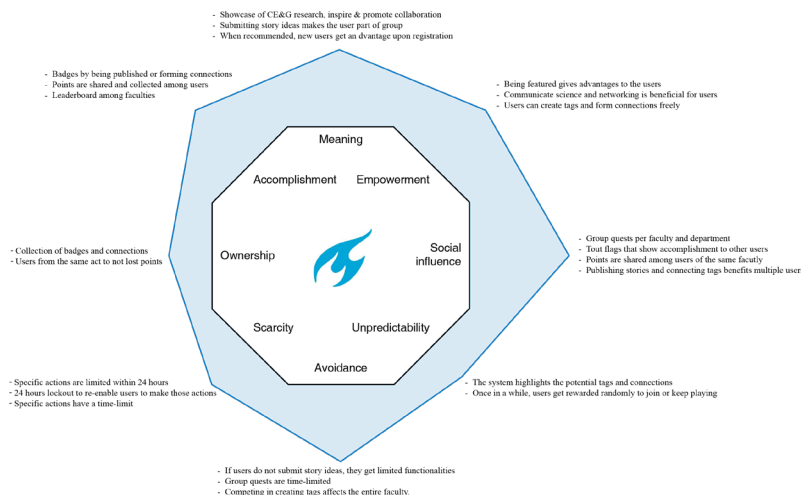 - Showcase of CE&G research, inspire & promote collaboration
- Submitting story ideas makes the user part of group
- When recommended, new users get an dvantage upon registration
- Badges by being published or forming connections
- Points are shared and collected among users
- Leaderboard among faculties
- Being featured gives advantages to the users
- Communicate science and networking is beneficial for users
- Users can create tags and form connections freely
Meaning
Accomplishment
Empowerment
Ownership
Social
influence
Scarcity
Unpredictability
Avoidance
- Collection of badges and connections
- Users from the same act to not lost points
- Group quests per faculty and department
- Tout flags that show accomplishment to other users
- Points are shared among users of the same facutly
- Publishing stories and connecting tags benefits multiple user
- Specific actions are limited within 24 hours
- 24 hours lockout to re-enable users to make those actions
- Specific actions have a time-limit
- The system highlights the potential tags and connections
- Once in a while, users get rewarded randomly to join or keep playing
- If users do not submit story ideas, they get limited functionalities
- Group quests are time-limited
- Competing in creating tags affects the entire faculty.